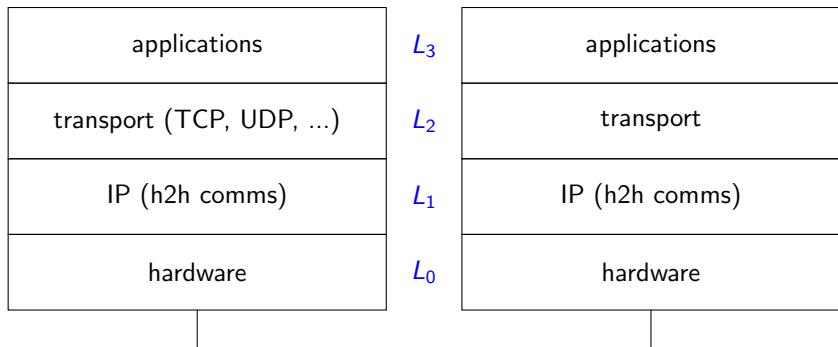 applications L3 applications
transport (TCP, UDP, ...) L2 transport
IP (h2h comms) L1 IP (h2h comms)
hardware L0 hardware